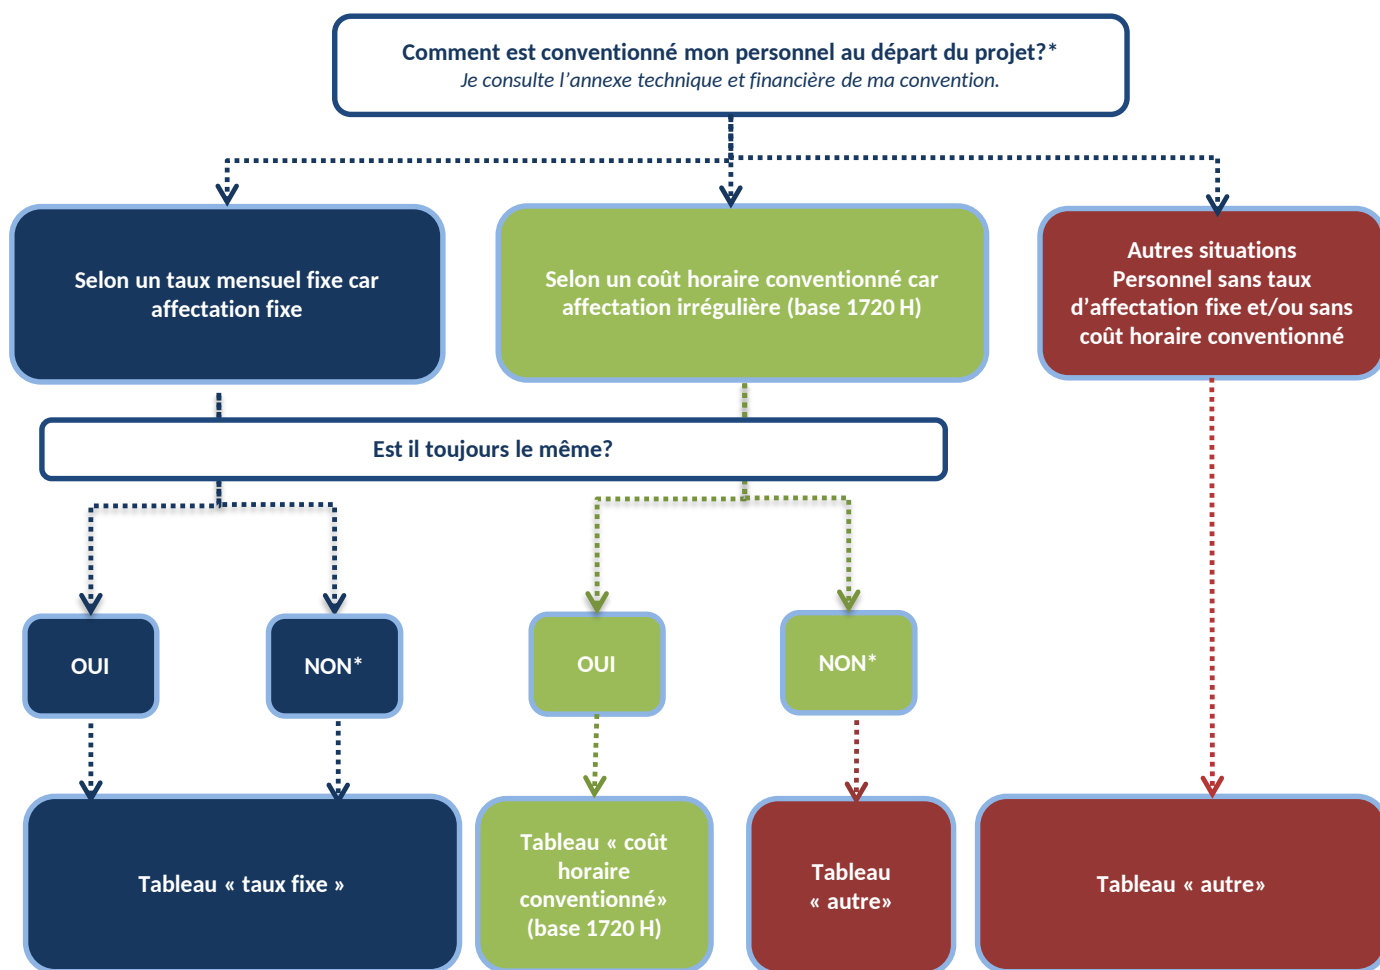 Comment est conventionné mon personnel au départ du projet?*
Je consulte l’annexe technique et financière de ma convention.
Selon un taux mensuel fixe car
affectation fixe
Selon un coût horaire conventionné car
affectation irrégulière (base 1720 H)
Autres situations
Personnel sans taux
d’affectation fixe et/ou sans
coût horaire conventionné
Est il toujours le même?
OUI
NON*
OUI
NON*
Tableau « taux fixe »
Tableau « coût
horaire
conventionné»
(base 1720 H)
Tableau
« autre»
Tableau « autre»